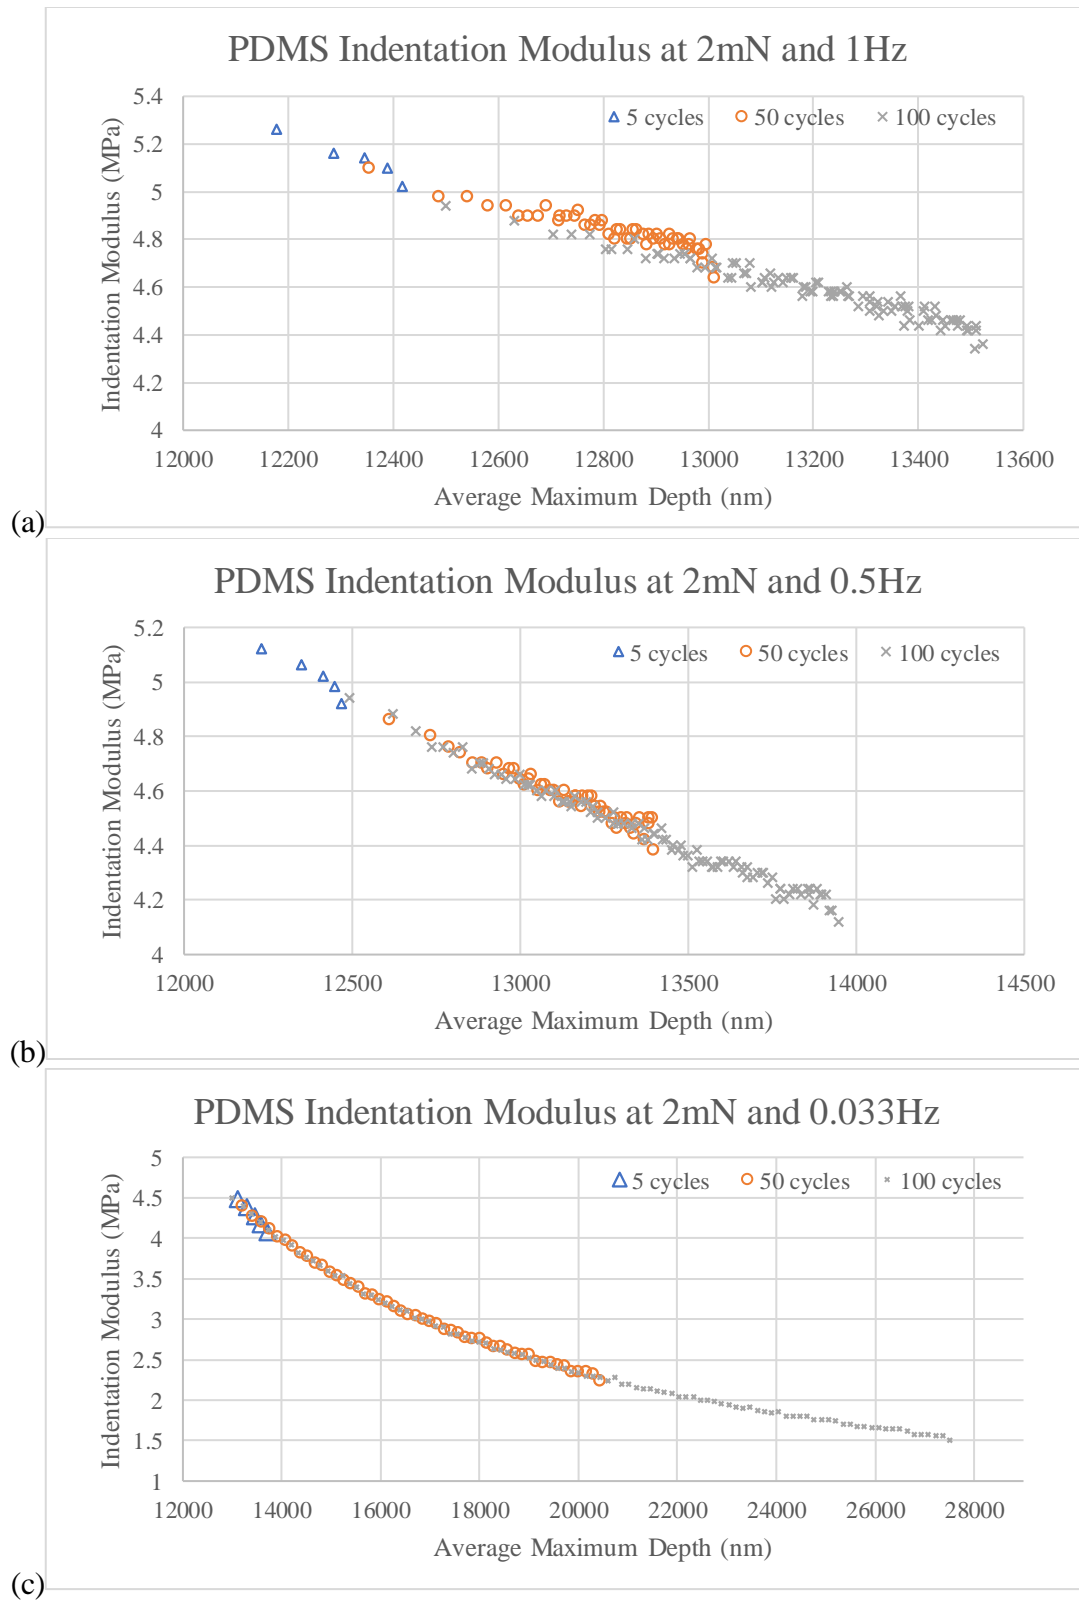 PDMS Indentation Modulus at 2mN and 1Hz
5.4
5 cycles 50 cycles 100 cycles
5.2
5
4.8
4.6
4.4
4.2
4
Indentation Modulus (MPa)
12000 12200 12400 12600 12800 13000 13200 13400 13600
Average Maximum Depth (nm)
(a)
PDMS Indentation Modulus at 2mN and 0.5Hz
5.2
5 cycles 50 cycles 100 cycles
5
4.8
4.6
4.4
4.2
4
Indentation Modulus (MPa)
12000 12500 13000 13500 14000 14500
Average Maximum Depth (nm)
(b)
PDMS Indentation Modulus at 2mN and 0.033Hz
5
5 cycles 50 cycles 100 cycles
4.5
4
3.5
3
2.5
2
1.5
1
Indentation Modulus (MPa)
12000 14000 16000 18000 20000 22000 24000 26000 28000
Average Maximum Depth (nm)
(c)